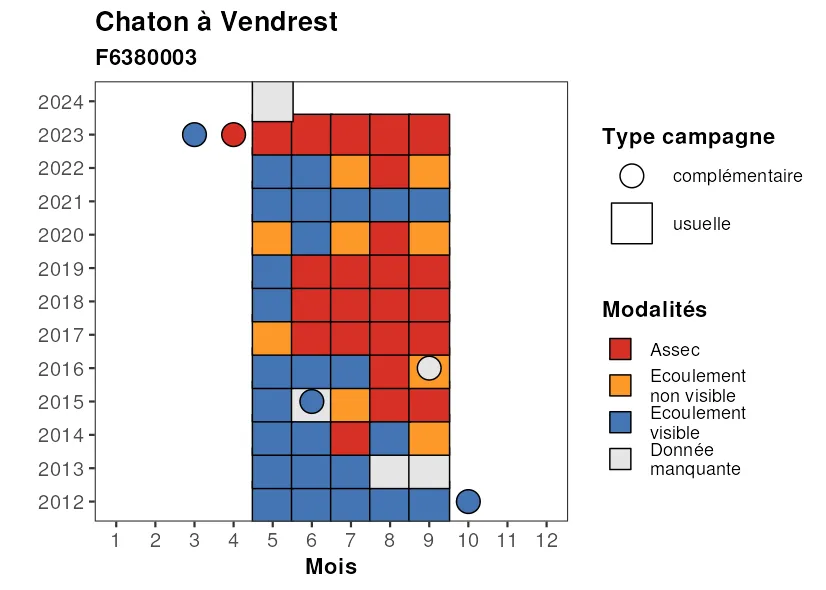 Chaton à Vendrest
F6380003
2024
2023
2022
2021
2020
2019
2018
2017
2016
2015
2014
2013
2012
1 2 3 4 5 6 7 8 9 10 11 12
Mois
Type campagne
complémentaire
usuelle
Modalités
Assec
Ecoulement
non visible
Ecoulement
visible
Donnée
manquante